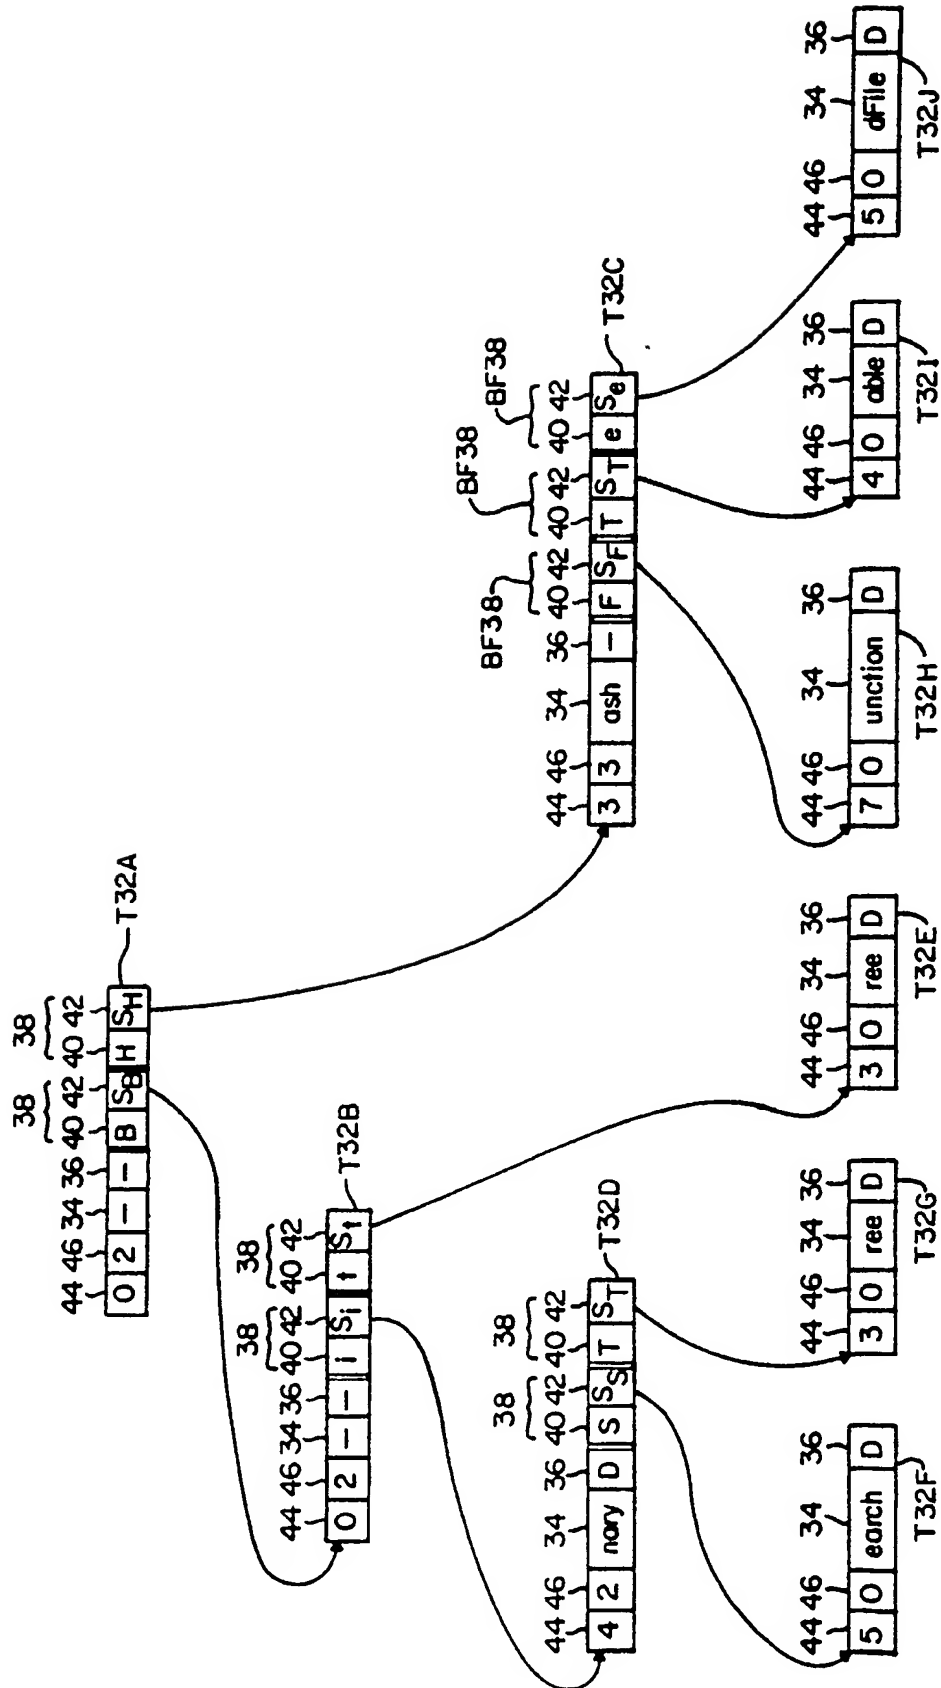 38 38
44 46 34 36 40 42 40 42
0 2 — — B SB H SH
T32A
38 38
44 46 34 36 40 42 40 42
0 2 — — i Si t St
T32B
BF38 BF38 BF38
44 46 34 36 40 42 40 42 40 42
3 3 ash — F SF T ST e Se
T32C
38 38
44 46 34 36 40 42 40 42
4 2 nary D S SS T ST
T32D
44 46 34 36
5 0 earch D
T32F
44 46 34 36
3 0 ree D
T32G
44 46 34 36
3 0 ree D
T32E
44 46 34 36
7 0 unction D
T32H
44 46 34 36
4 0 able D
T32I
44 46 34 36
5 0 dFile D
T32J